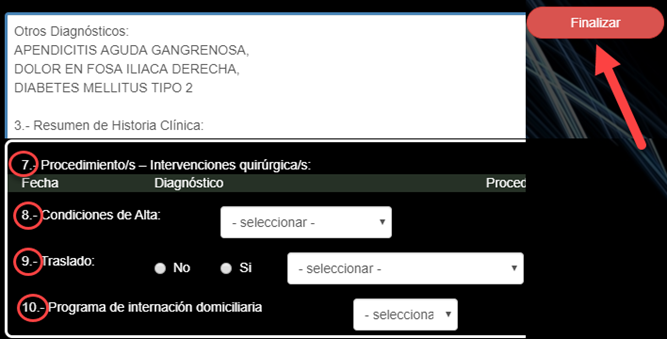 Otros Diagnósticos:
APENDICITIS AGUDA GANGRENOSA,
DOLOR EN FOSA ILIACA DERECHA,
DIABETES MELLITUS TIPO 2
3.- Resumen de Historia Clínica:
Finalizar
7.- Procedimiento/s – Intervenciones quirúrgica/s:
Fecha Diagnóstico Proced
8.- Condiciones de Alta: - seleccionar -
9.- Traslado: No Si - seleccionar -
10.- Programa de internación domiciliaria - selecciona